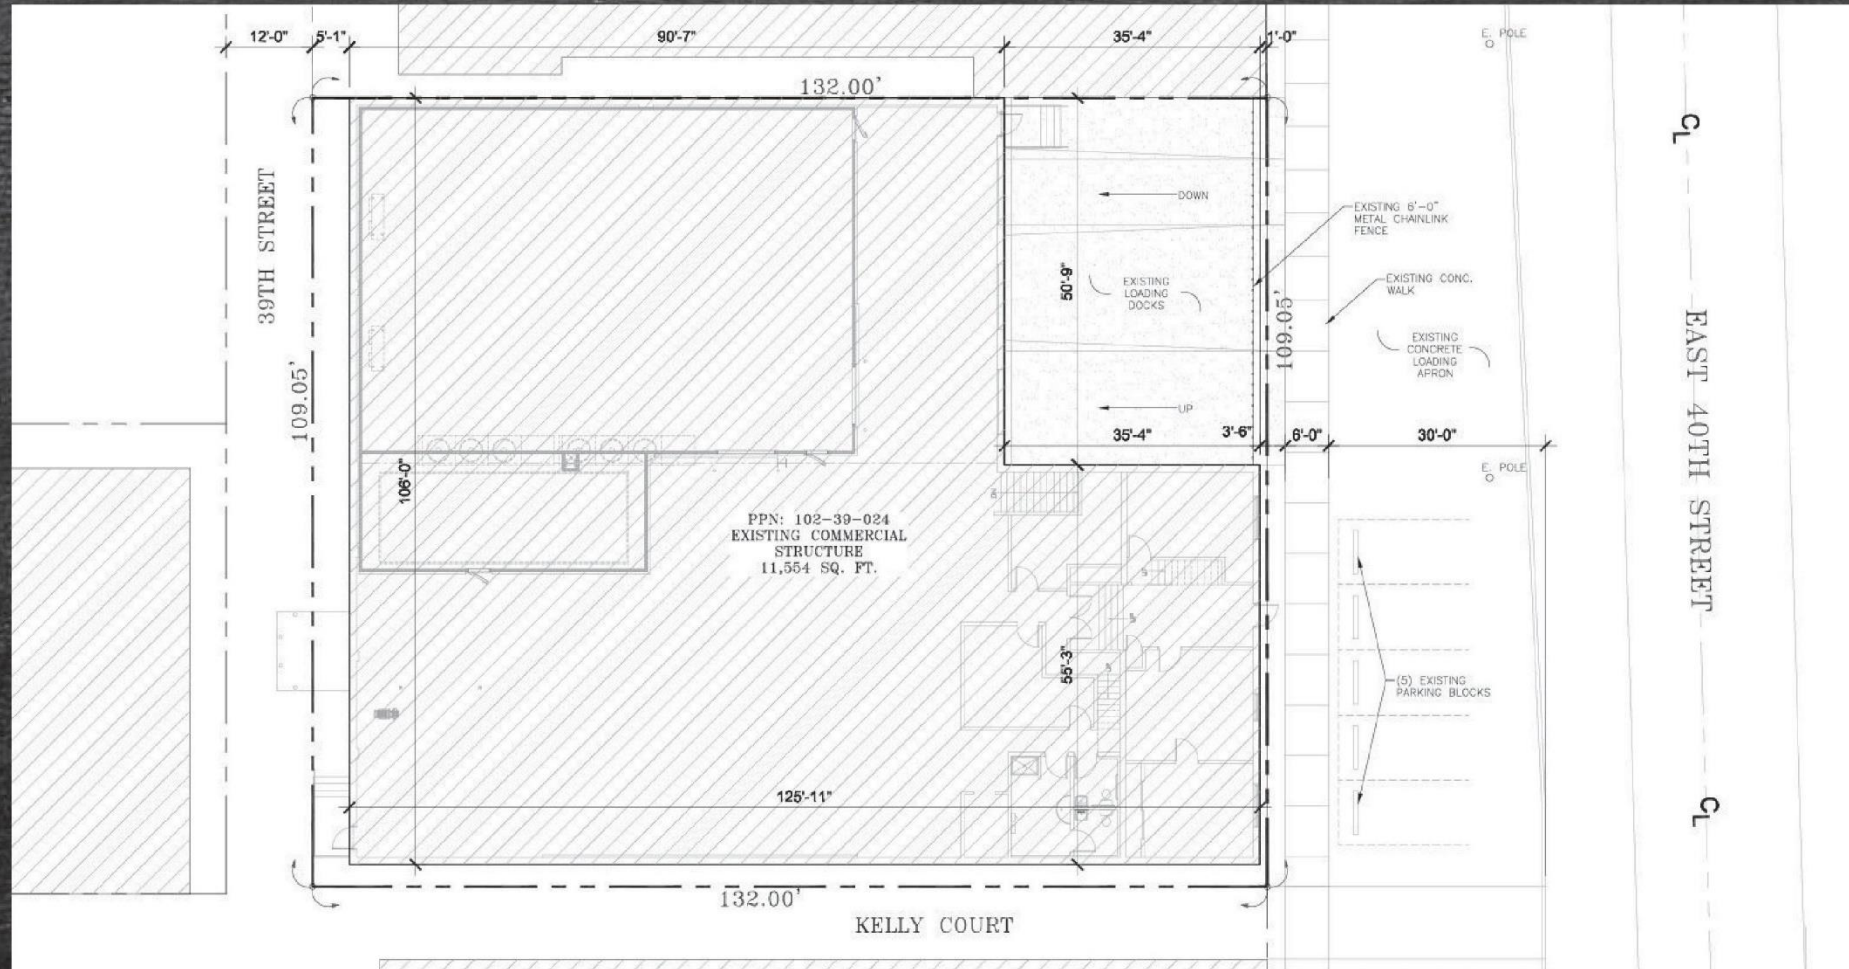 12'-0"
5'-1"
90'-7"
35'-4"
1'-0"
E. POLE
132.00'
CL
39TH STREET
DOWN
EXISTING 6'-0"
METAL CHAINLINK
FENCE
50'-9"
EXISTING
LOADING
DOCKS
EXISTING CONC.
WALK
109.05'
EXISTING
CONCRETE
LOADING
APRON
EAST 40TH STREET
109.05'
UP
35'-4"
3'-6"
6'-0"
30'-0"
E. POLE
106'-0"
DN
PPN: 102-39-024
EXISTING COMMERCIAL
STRUCTURE
11,554 SQ. FT.
55'-3"
(5) EXISTING
PARKING BLOCKS
125'-11"
CL
132.00'
KELLY COURT